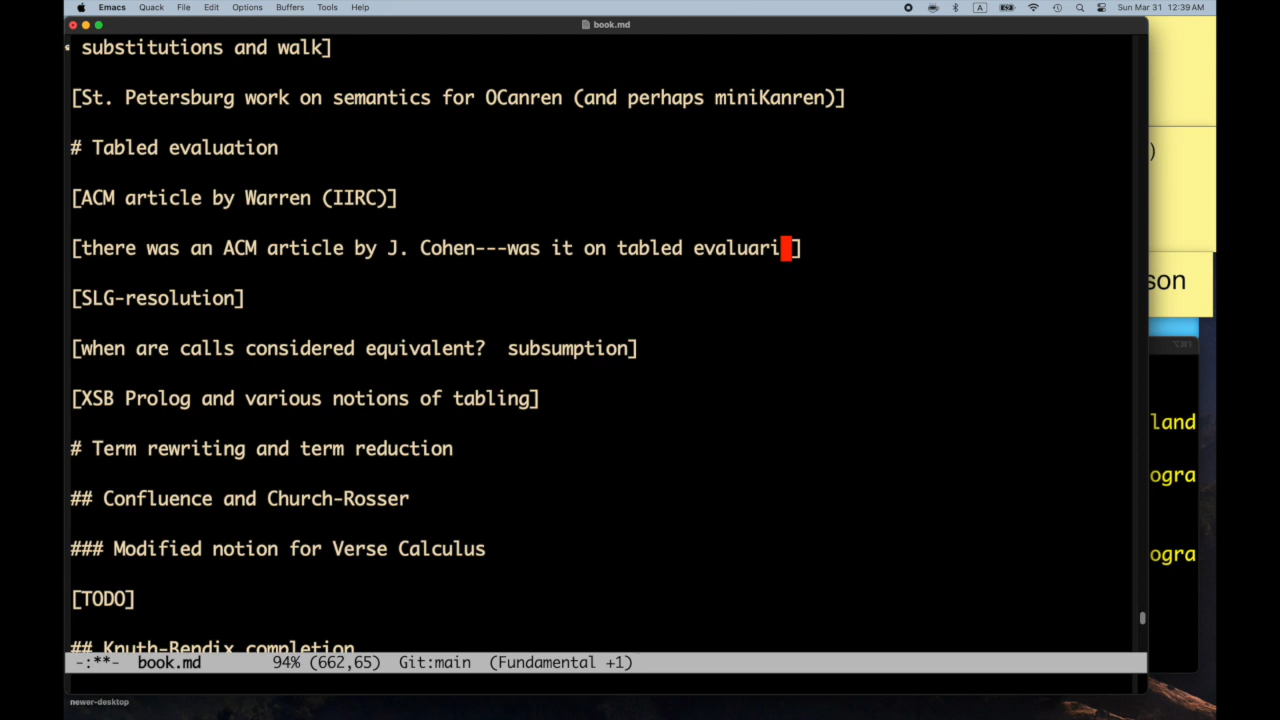 Emacs Quack File Edit Options Buffers Tools Help A Sun Mar 31 12:39 AM
book.md
substitutions and walk]
[St. Petersburg work on semantics for OCanren (and perhaps miniKanren)]
# Tabled evaluation
)
[ACM article by Warren (IIRC)]
[there was an ACM article by J. Cohen---was it on tabled evaluari ]
son
[SLG-resolution]
[when are calls considered equivalent?  subsumption]
[XSB Prolog and various notions of tabling]
land
# Term rewriting and term reduction
ogra
## Confluence and Church-Rosser
### Modified notion for Verse Calculus
ogra
[TODO]
## Knuth-Bendix completion
-:**-  book.md       94% (662,65)   Git:main  (Fundamental +1)
newer-desktop